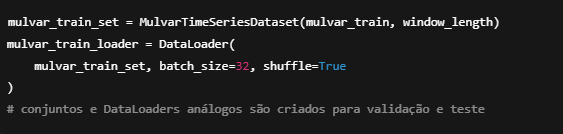 mulvar_train_set = MulvarTimeSeriesDataset(mulvar_train, window_length)
mulvar_train_loader = DataLoader(
    mulvar_train_set, batch_size=32, shuffle=True
)
# conjuntos e DataLoaders análogos são criados para validação e teste